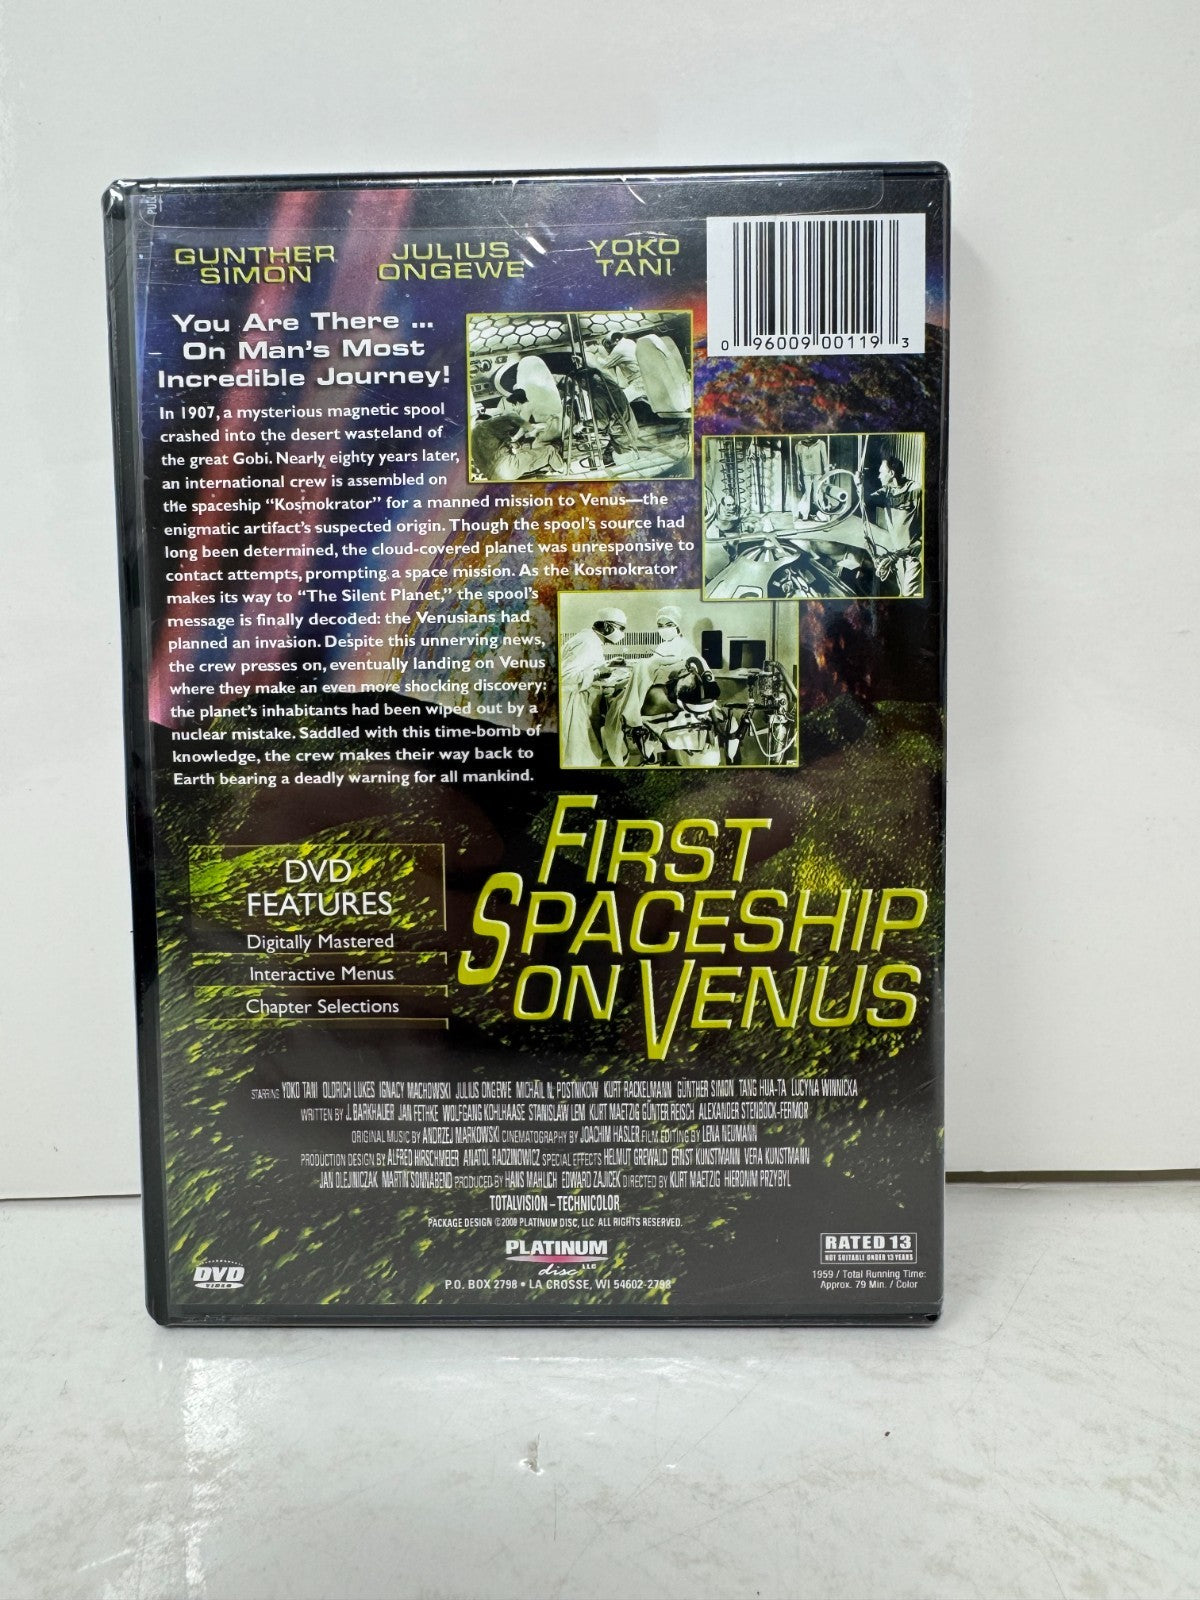 PULL
GUNTHER
SIMON
JULIUS
ONGEWE
YOKO
TANI
0 96009 00119 3
You Are There ...
On Man's Most
Incredible Journey!
In 1907, a mysterious magnetic spool
crashed into the desert wasteland of
the great Gobi. Nearly eighty years later,
an international crew is assembled on
the spaceship "Kosmokrator" for a manned mission to Venus—the
enigmatic artifact's suspected origin. Though the spool's source had
long been determined, the cloud-covered planet was unresponsive to
contact attempts, prompting a space mission. As the Kosmokrator
makes its way to "The Silent Planet," the spool's
message is finally decoded: the Venusians had
planned an invasion. Despite this unnerving news,
the crew presses on, eventually landing on Venus
where they make an even more shocking discovery:
the planet's inhabitants had been wiped out by a
nuclear mistake. Saddled with this time-bomb of
knowledge, the crew makes their way back to
Earth bearing a deadly warning for all mankind.
FIRST
SPACESHIP
ON VENUS
DVD
FEATURES
Digitally Mastered
Interactive Menus
Chapter Selections
STARRING YOKO TANI OLDRICH LUKES IGNACY MACHOWSKI JULIUS ONGEWE MICHAIL N. POSTNIKOW KURT RACKELMANN GÜNTHER SIMON TANG HUA-TA LUCYNA WINNICKA
WRITTEN BY J. BARKHAUER JAN FETHKE WOLFGANG KOHLHAASE STANISLAW LEM KURT MAETZIG GÜNTER REISCH ALEXANDER STENBOCK-FERMOR
ORIGINAL MUSIC BY ANDRZEJ MARKOWSKI CINEMATOGRAPHY BY JOACHIM HASLER FILM EDITING BY LENA NEUMANN
PRODUCTION DESIGN BY ALFRED HIRSCHMEIER ANATOL RADZINOWICZ SPECIAL EFFECTS HELMUT GREWALD ERNST KUNSTMANN VERA KUNSTMANN
JAN OLEJNICZAK MARTIN SONNABEND PRODUCED BY HANS MAHLICH EDWARD ZAJICEK DIRECTED BY KURT MAETZIG HIERONIM PRZYBYL
TOTALVISION – TECHNICOLOR
PACKAGE DESIGN ©2000 PLATINUM DISC, LLC. ALL RIGHTS RESERVED.
PLATINUM
disc LLC
P.O. BOX 2798 • LA CROSSE, WI 54602-2798
DVD
VIDEO
RATED 13
NOT SUITABLE UNDER 13 YEARS
1959 / Total Running Time:
Approx. 79 Min. / Color